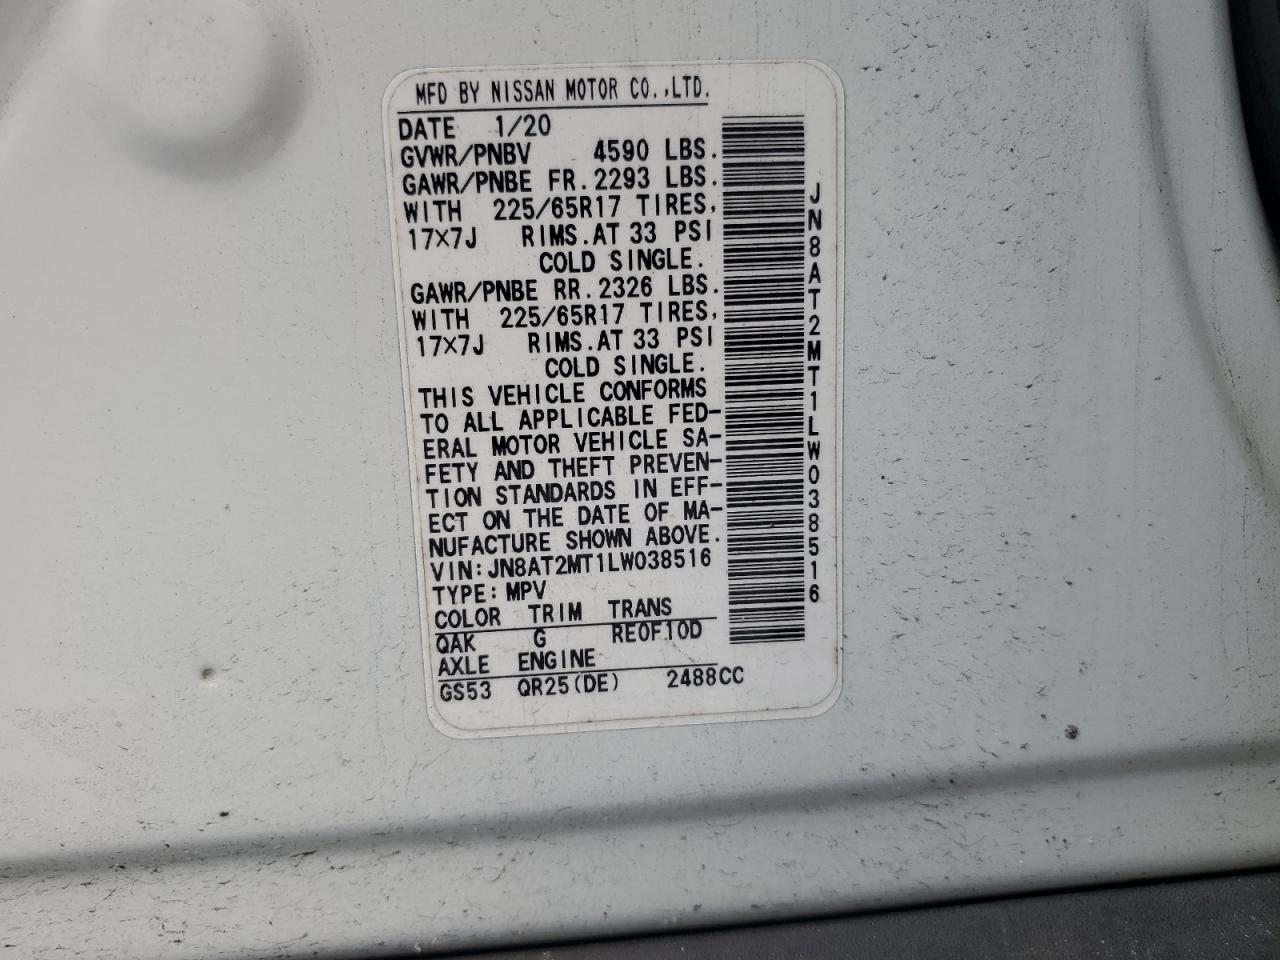 MFD BY NISSAN MOTOR CO.,LTD.
DATE 1/20
GVWR/PNBV 4590 LBS.
GAWR/PNBE FR.2293 LBS.
WITH 225/65R17 TIRES,
17×7J RIMS.AT 33 PSI
COLD SINGLE.
GAWR/PNBE RR.2326 LBS.
WITH 225/65R17 TIRES,
17×7J RIMS.AT 33 PSI
COLD SINGLE.
THIS VEHICLE CONFORMS
TO ALL APPLICABLE FED-
ERAL MOTOR VEHICLE SA-
FETY AND THEFT PREVEN-
TION STANDARDS IN EFF-
ECT ON THE DATE OF MA-
NUFACTURE SHOWN ABOVE.
VIN:JN8AT2MT1LW038516
TYPE:MPV
COLOR TRIM TRANS
QAK G RE0F10D
AXLE ENGINE
GS53 QR25(DE) 2488CC
JN8AT2MT1LW038516